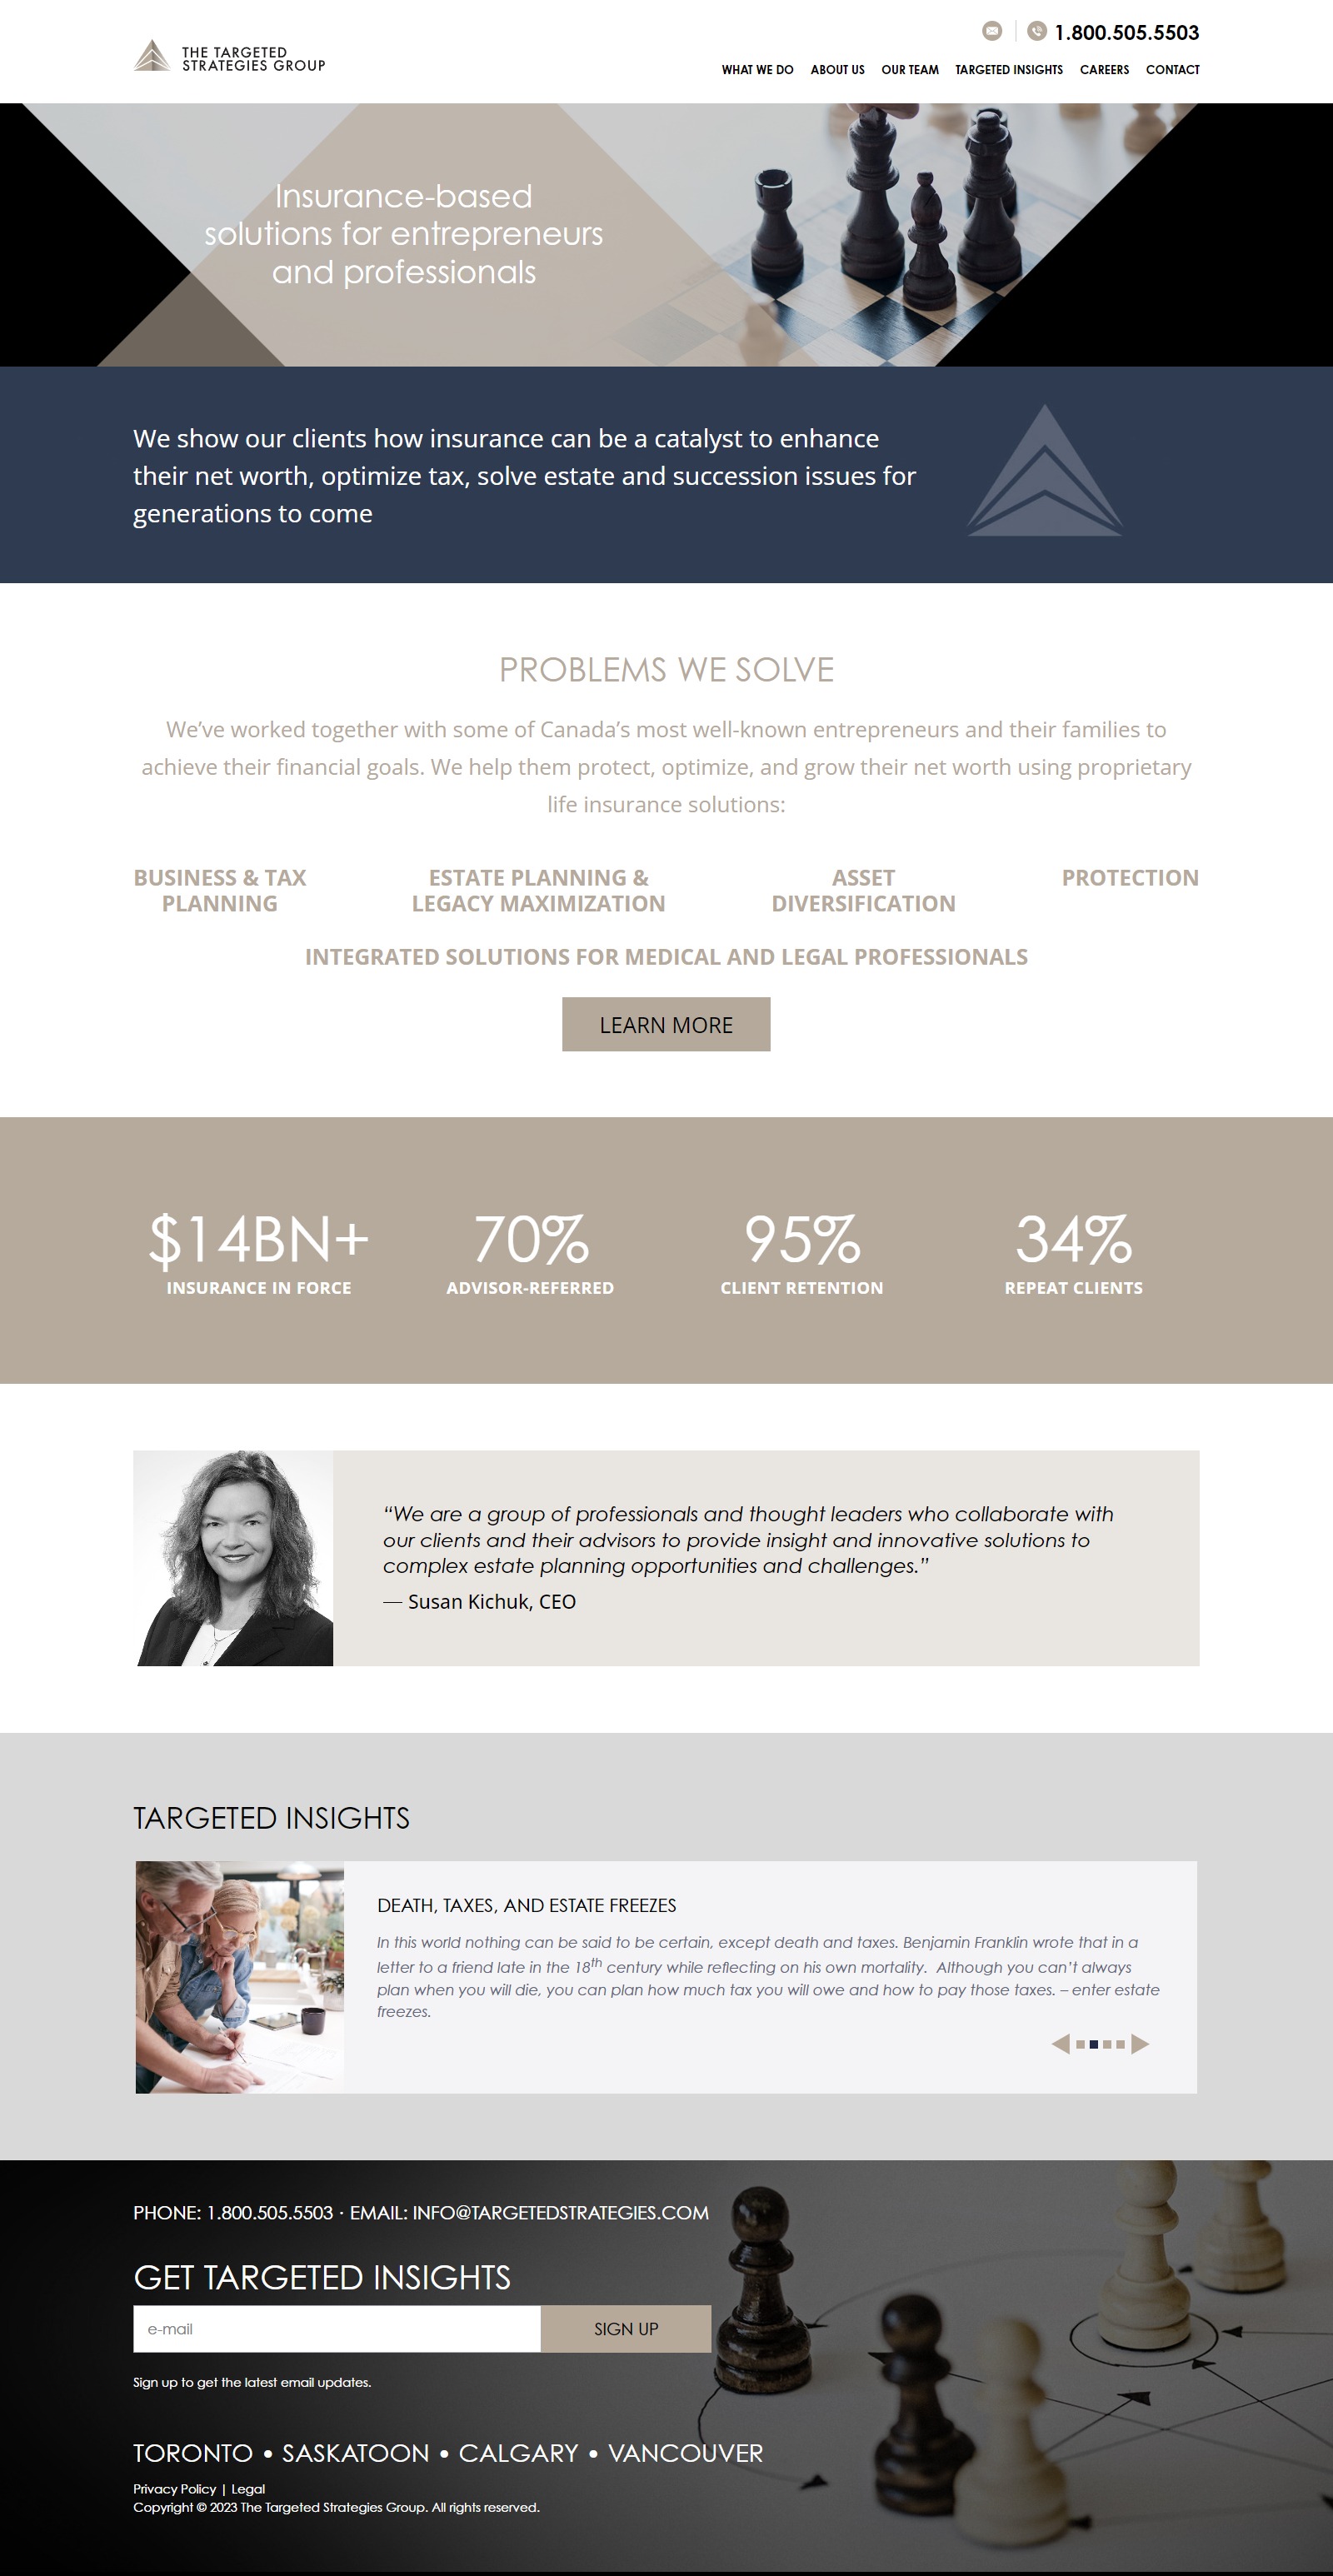 THE TARGETED
STRATEGIES GROUP
1.800.505.5503
WHAT WE DO ABOUT US OUR TEAM TARGETED INSIGHTS CAREERS CONTACT
Insurance-based
solutions for entrepreneurs
and professionals
We show our clients how insurance can be a catalyst to enhance
their net worth, optimize tax, solve estate and succession issues for
generations to come
PROBLEMS WE SOLVE
We’ve worked together with some of Canada’s most well-known entrepreneurs and their families to
achieve their financial goals. We help them protect, optimize, and grow their net worth using proprietary
life insurance solutions:
BUSINESS & TAX
PLANNING
ESTATE PLANNING &
LEGACY MAXIMIZATION
ASSET
DIVERSIFICATION
PROTECTION
INTEGRATED SOLUTIONS FOR MEDICAL AND LEGAL PROFESSIONALS
LEARN MORE
$14BN+
INSURANCE IN FORCE
70%
ADVISOR-REFERRED
95%
CLIENT RETENTION
34%
REPEAT CLIENTS
“We are a group of professionals and thought leaders who collaborate with
our clients and their advisors to provide insight and innovative solutions to
complex estate planning opportunities and challenges.”
— Susan Kichuk, CEO
TARGETED INSIGHTS
DEATH, TAXES, AND ESTATE FREEZES
In this world nothing can be said to be certain, except death and taxes. Benjamin Franklin wrote that in a
letter to a friend late in the 18th century while reflecting on his own mortality.  Although you can’t always
plan when you will die, you can plan how much tax you will owe and how to pay those taxes. – enter estate
freezes.
PHONE: 1.800.505.5503 · EMAIL: INFO@TARGETEDSTRATEGIES.COM
GET TARGETED INSIGHTS
e-mail
SIGN UP
Sign up to get the latest email updates.
TORONTO • SASKATOON • CALGARY • VANCOUVER
Privacy Policy | Legal
Copyright © 2023 The Targeted Strategies Group. All rights reserved.